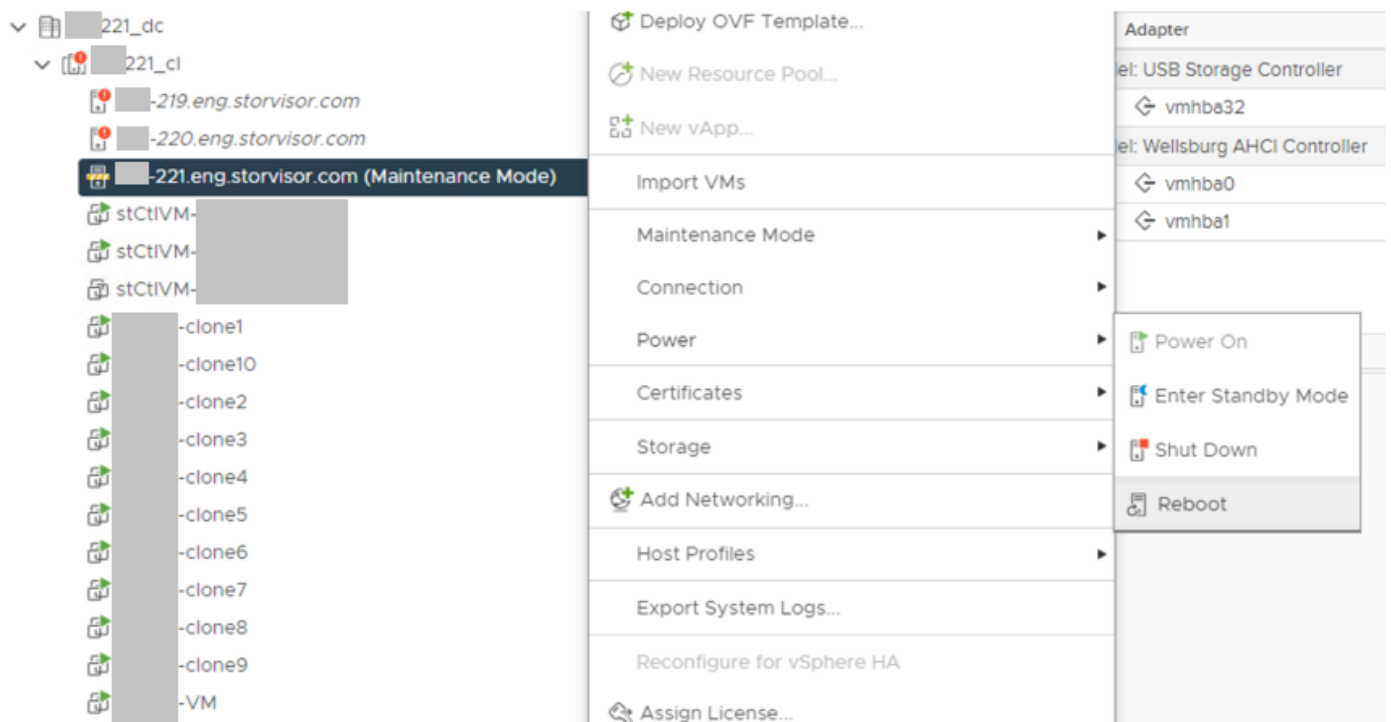 221_dc
221_cl
-219.eng.storvisor.com
-220.eng.storvisor.com
-221.eng.storvisor.com (Maintenance Mode)
stCtlVM-
stCtlVM-
stCtlVM-
-clone1
-clone10
-clone2
-clone3
-clone4
-clone5
-clone6
-clone7
-clone8
-clone9
-VM
Deploy OVF Template...
New Resource Pool...
New vApp...
Import VMs
Maintenance Mode
Connection
Power
Certificates
Storage
Add Networking...
Host Profiles
Export System Logs...
Reconfigure for vSphere HA
Assign License...
Adapter
el: USB Storage Controller
vmhba32
el: Wellsburg AHCI Controller
vmhba0
vmhba1
Power On
Enter Standby Mode
Shut Down
Reboot